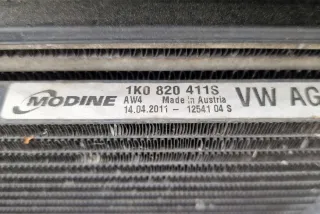 MODINE
1K0 820 411S
AW4 Made in Austria
14.04.2011- 12541 04 S
VW AG